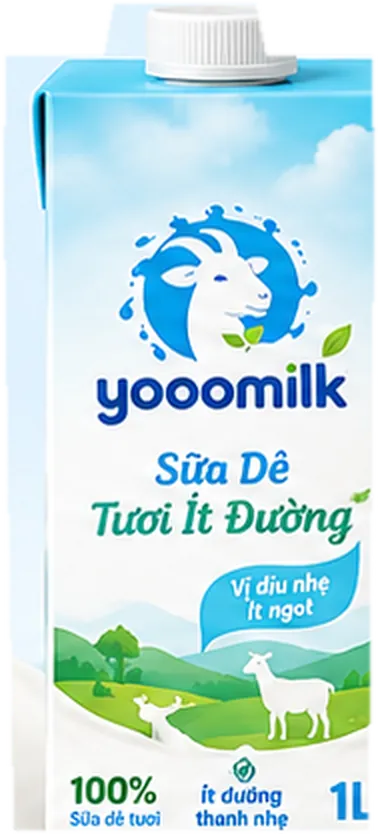 yooomilk
Sữa Dê
Tươi Ít Đường
Vị dịu nhẹ
Ít ngọt
100%
Sữa dê tươi
ít đường
thanh nhẹ
1L